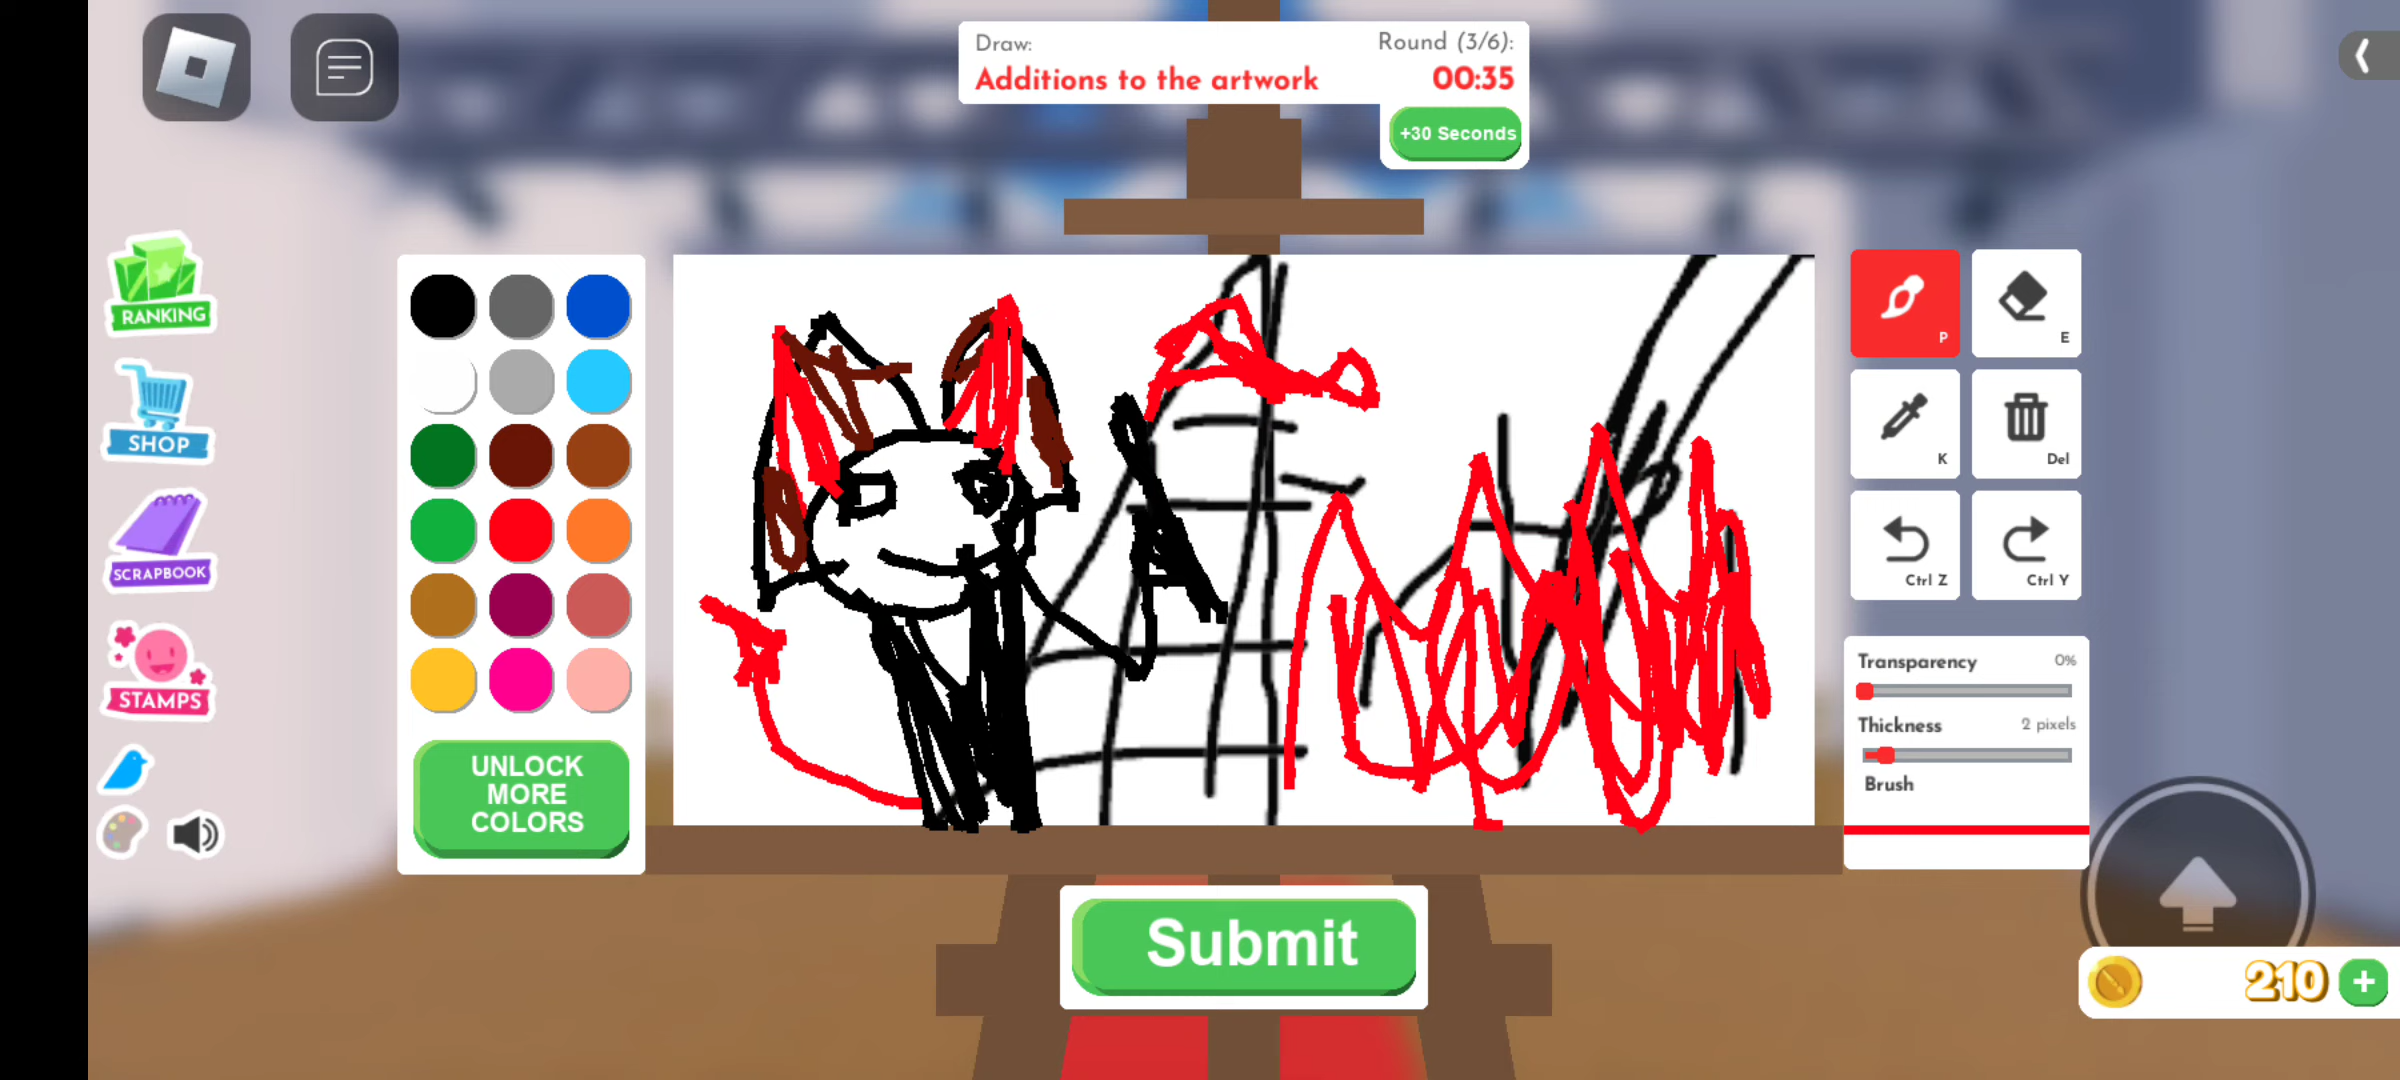 Draw:
Round (3/6):
Additions to the artwork
00:35
+30 Seconds
RANKING
SHOP
SCRAPBOOK
STAMPS
UNLOCK
MORE
COLORS
P
E
K
Del
Ctrl Z
Ctrl Y
Transparency
0%
Thickness
2 pixels
Brush
Submit
210